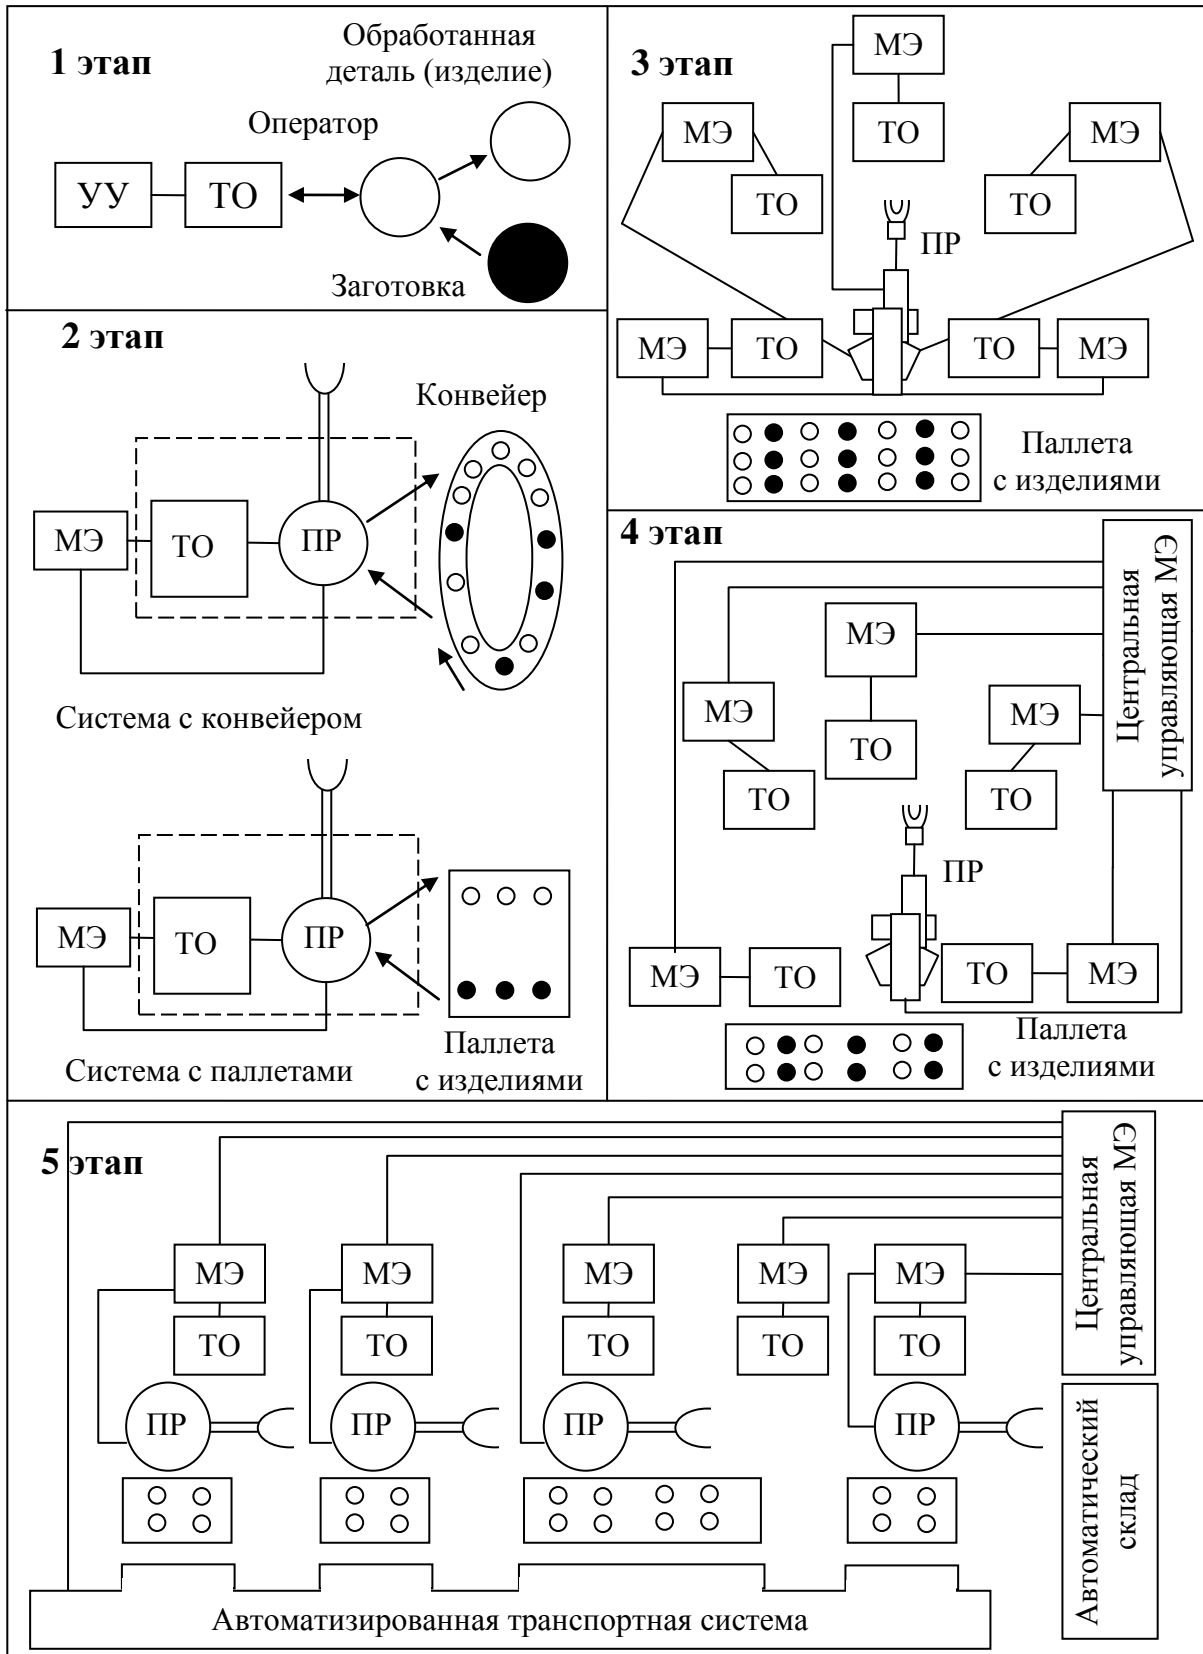 1 этап
Обработанная
деталь (изделие)
Оператор
УУ
ТО
Заготовка
2 этап
Конвейер
МЭ
ТО
ПР
Система с конвейером
МЭ
ТО
ПР
Паллета
с изделиями
Система с паллетами
3 этап
МЭ
ТО
МЭ
ТО
МЭ
ТО
ПР
МЭ
ТО
ТО
МЭ
Паллета
с изделиями
4 этап
Центральная
управляющая МЭ
МЭ
ТО
МЭ
ТО
МЭ
ТО
ПР
МЭ
ТО
ТО
МЭ
Паллета
с изделиями
5 этап
Центральная
управляющая МЭ
МЭ
МЭ
МЭ
МЭ
МЭ
ТО
ТО
ТО
ТО
ТО
ПР
ПР
ПР
ПР
Автоматический
склад
Автоматизированная транспортная система